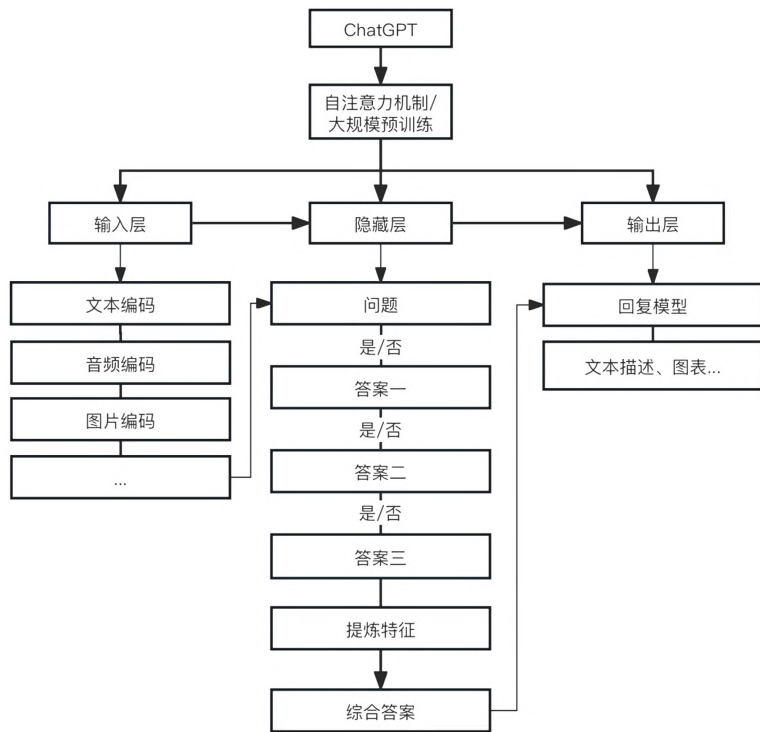 ChatGPT
自注意力机制/
大规模预训练
输入层
隐藏层
输出层
文本编码
音频编码
图片编码
...
问题
是/否
答案一
是/否
答案二
是/否
答案三
提炼特征
综合答案
回复模型
文本描述、图表...